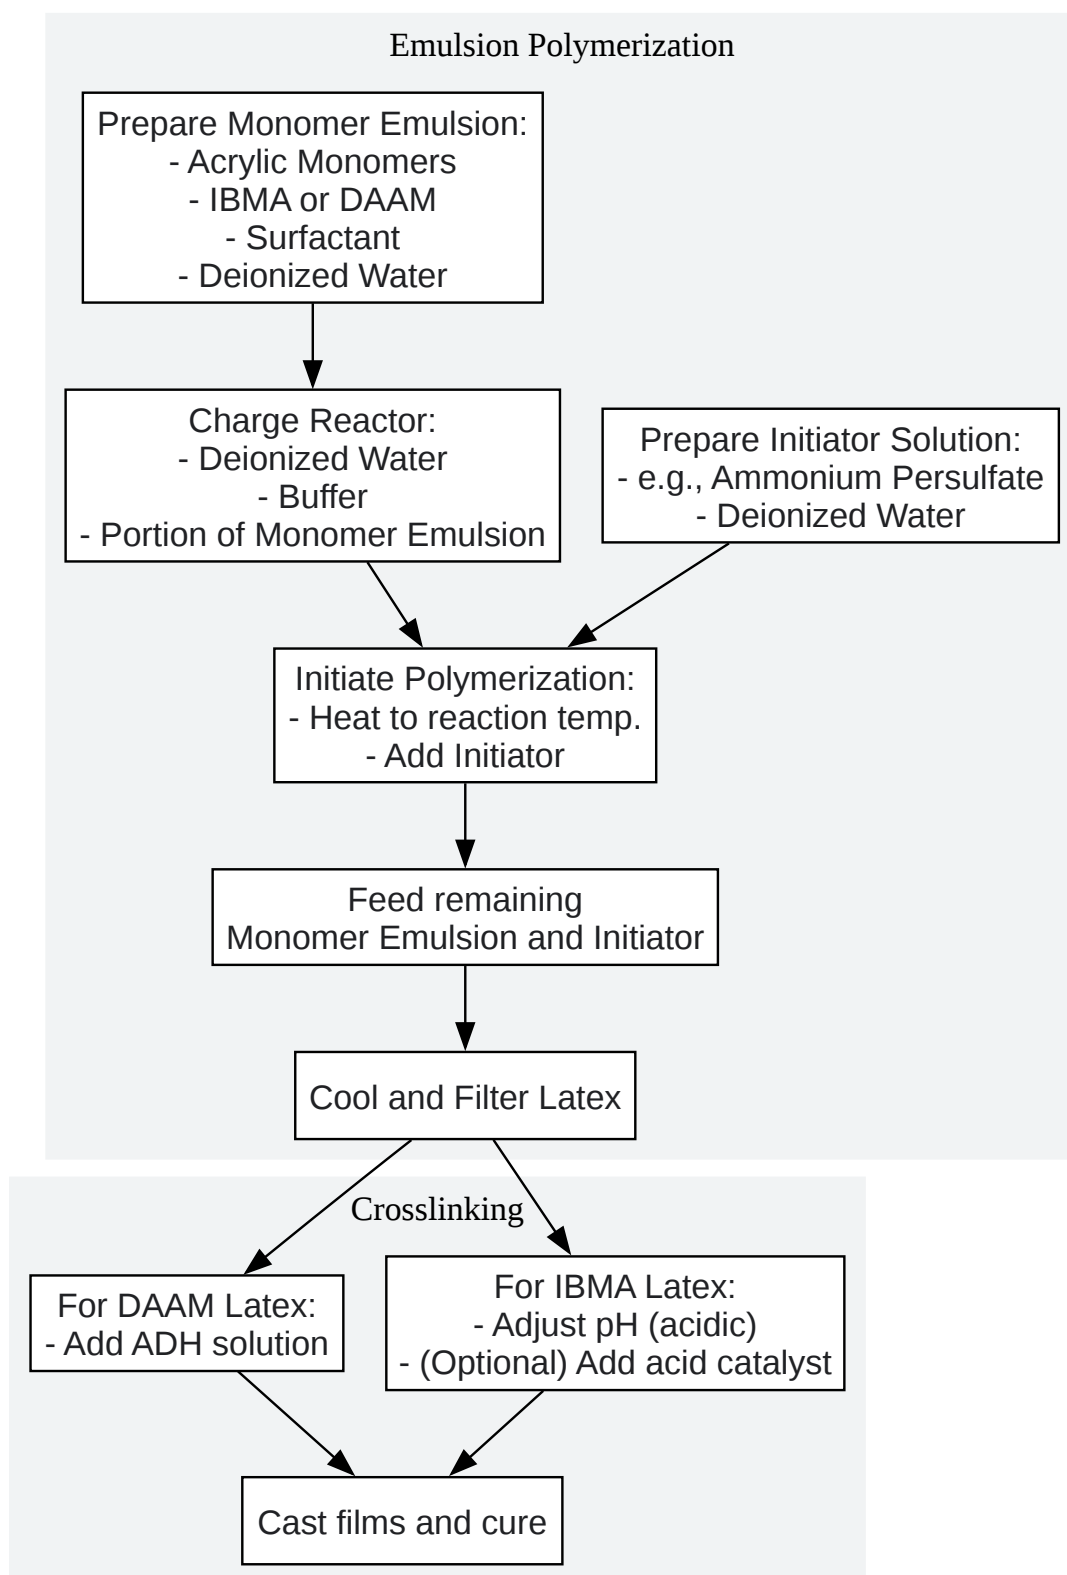 Emulsion Polymerization
Prepare Monomer Emulsion:
- Acrylic Monomers
- IBMA or DAAM
- Surfactant
- Deionized Water
Charge Reactor:
- Deionized Water
- Buffer
- Portion of Monomer Emulsion
Prepare Initiator Solution:
- e.g., Ammonium Persulfate
- Deionized Water
Initiate Polymerization:
- Heat to reaction temp.
- Add Initiator
Feed remaining
Monomer Emulsion and Initiator
Cool and Filter Latex
Crosslinking
For DAAM Latex:
- Add ADH solution
For IBMA Latex:
- Adjust pH (acidic)
- (Optional) Add acid catalyst
Cast films and cure